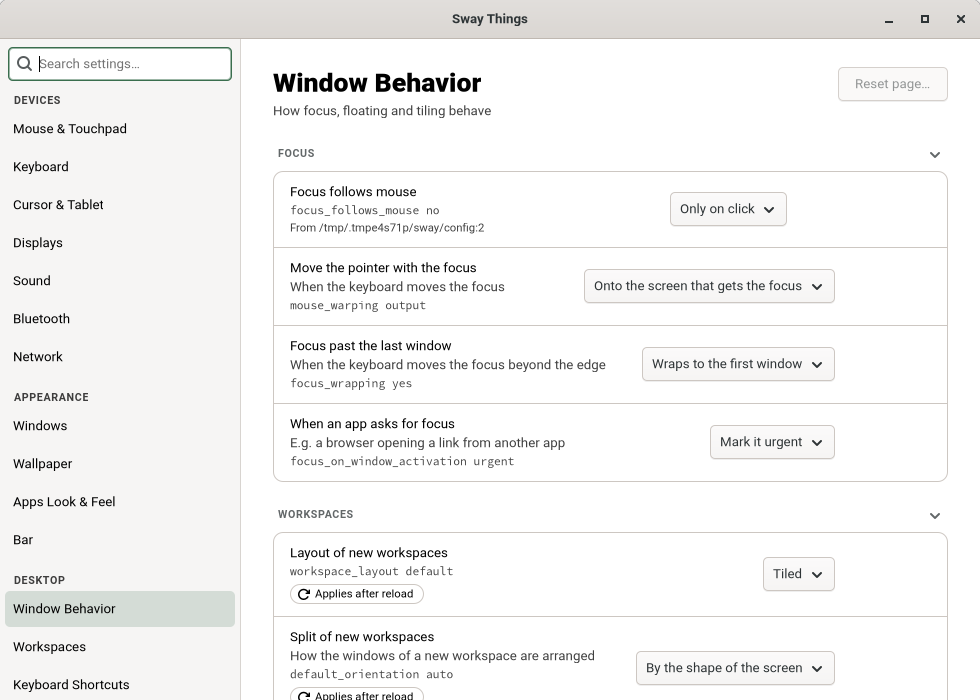 Sway Things
Search settings...
DEVICES
Mouse & Touchpad
Keyboard
Cursor & Tablet
Displays
Sound
Bluetooth
Network
APPEARANCE
Windows
Wallpaper
Apps Look & Feel
Bar
DESKTOP
Window Behavior
Workspaces
Keyboard Shortcuts
Window Behavior
Reset page...
How focus, floating and tiling behave
FOCUS
Focus follows mouse
focus_follows_mouse no
From /tmp/.tmpe4s71p/sway/config:2
Only on click
Move the pointer with the focus
When the keyboard moves the focus
mouse_warping output
Onto the screen that gets the focus
Focus past the last window
When the keyboard moves the focus beyond the edge
focus_wrapping yes
Wraps to the first window
When an app asks for focus
E.g. a browser opening a link from another app
focus_on_window_activation urgent
Mark it urgent
WORKSPACES
Layout of new workspaces
workspace_layout default
Applies after reload
Tiled
Split of new workspaces
How the windows of a new workspace are arranged
default_orientation auto
Applies after reload
By the shape of the screen